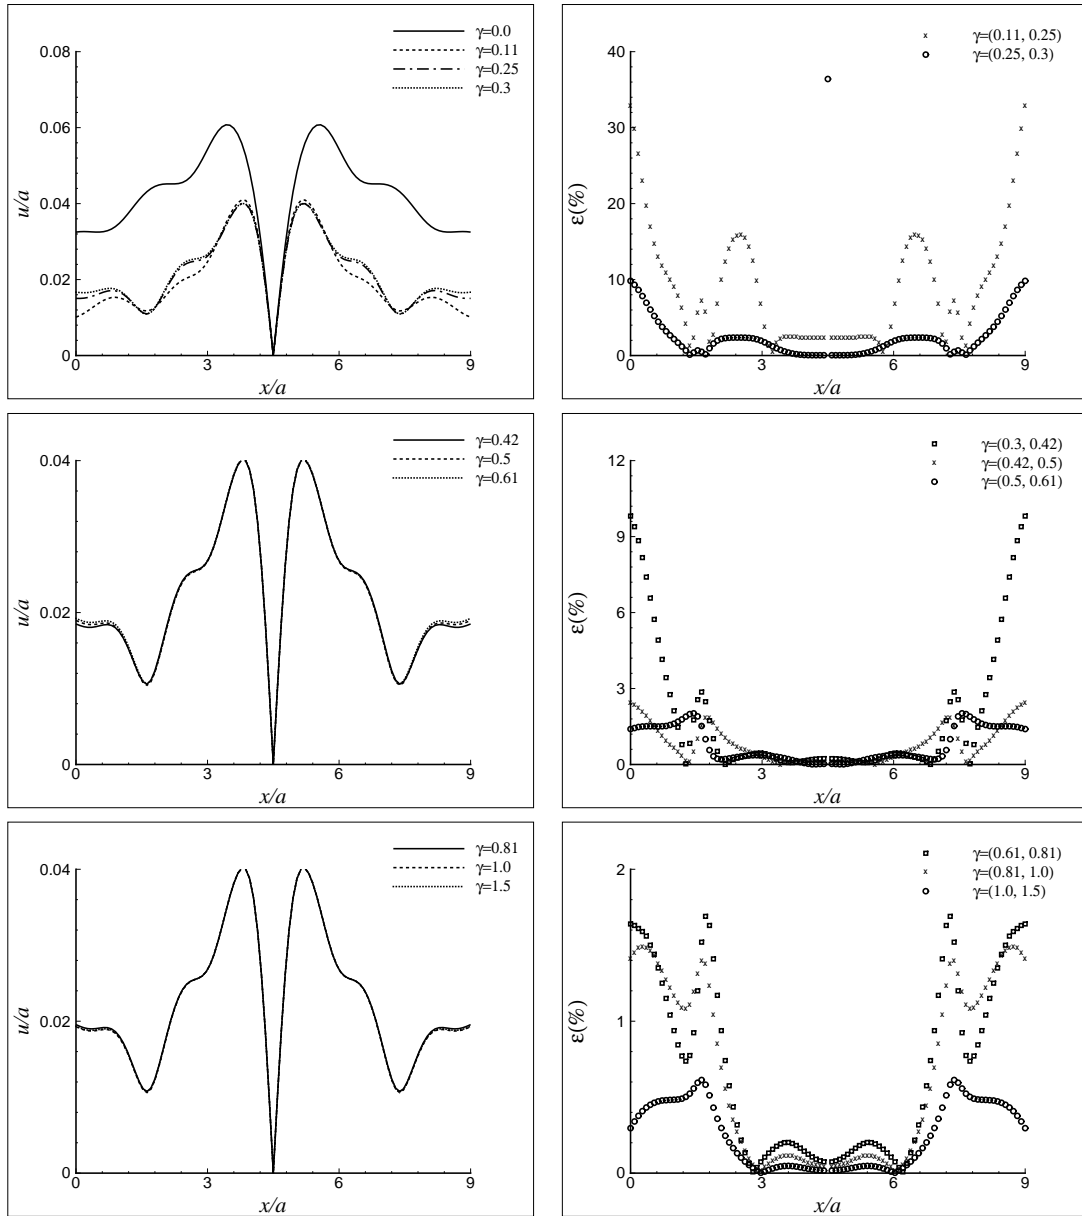 γ=0.0
γ=0.11
γ=0.25
γ=0.3
0.08
0.06
0.04
0.02
0
u/a
0 3 6 9
x/a
γ=(0.11, 0.25)
γ=(0.25, 0.3)
40
30
20
10
0
ε(%)
0 3 6 9
x/a
γ=0.42
γ=0.5
γ=0.61
0.04
0.02
0
u/a
0 3 6 9
x/a
γ=(0.3, 0.42)
γ=(0.42, 0.5)
γ=(0.5, 0.61)
12
9
6
3
0
ε(%)
0 3 6 9
x/a
γ=0.81
γ=1.0
γ=1.5
0.04
0.02
0
u/a
0 3 6 9
x/a
γ=(0.61, 0.81)
γ=(0.81, 1.0)
γ=(1.0, 1.5)
2
1
0
ε(%)
0 3 6 9
x/a